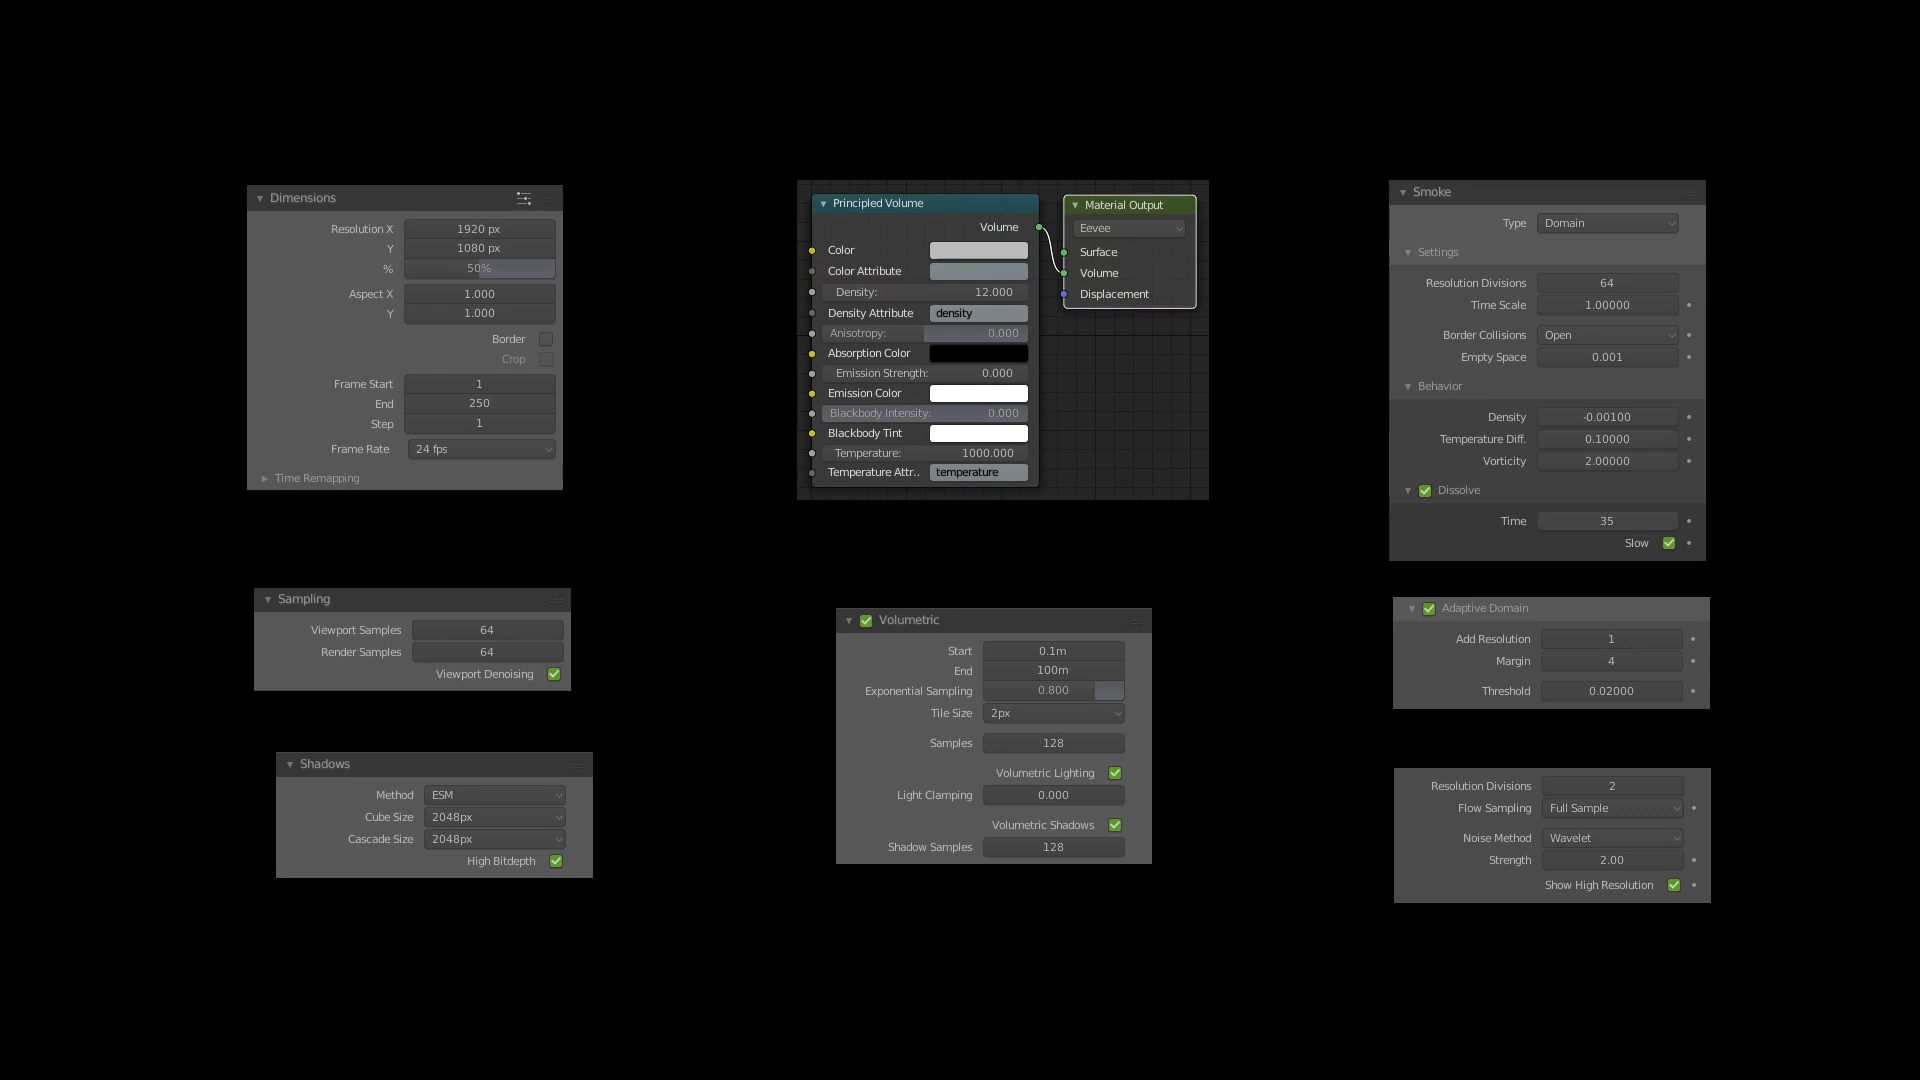 Dimensions
Resolution X 1920 px
Y 1080 px
% 50%
Aspect X 1.000
Y 1.000
Border
Crop
Frame Start 1
End 250
Step 1
Frame Rate 24 fps
Time Remapping
Sampling
Viewport Samples 64
Render Samples 64
Viewport Denoising
Shadows
Method ESM
Cube Size 2048px
Cascade Size 2048px
High Bitdepth
Principled Volume
Volume
Color
Color Attribute
Density: 12.000
Density Attribute density
Anisotropy: 0.000
Absorption Color
Emission Strength: 0.000
Emission Color
Blackbody Intensity: 0.000
Blackbody Tint
Temperature: 1000.000
Temperature Attr.. temperature
Material Output
Eevee
Surface
Volume
Displacement
Volumetric
Start 0.1m
End 100m
Exponential Sampling 0.800
Tile Size 2px
Samples 128
Volumetric Lighting
Light Clamping 0.000
Volumetric Shadows
Shadow Samples 128
Smoke
Type Domain
Settings
Resolution Divisions 64
Time Scale 1.00000
Border Collisions Open
Empty Space 0.001
Behavior
Density -0.00100
Temperature Diff. 0.10000
Vorticity 2.00000
Dissolve
Time 35
Slow
Adaptive Domain
Add Resolution 1
Margin 4
Threshold 0.02000
Resolution Divisions 2
Flow Sampling Full Sample
Noise Method Wavelet
Strength 2.00
Show High Resolution